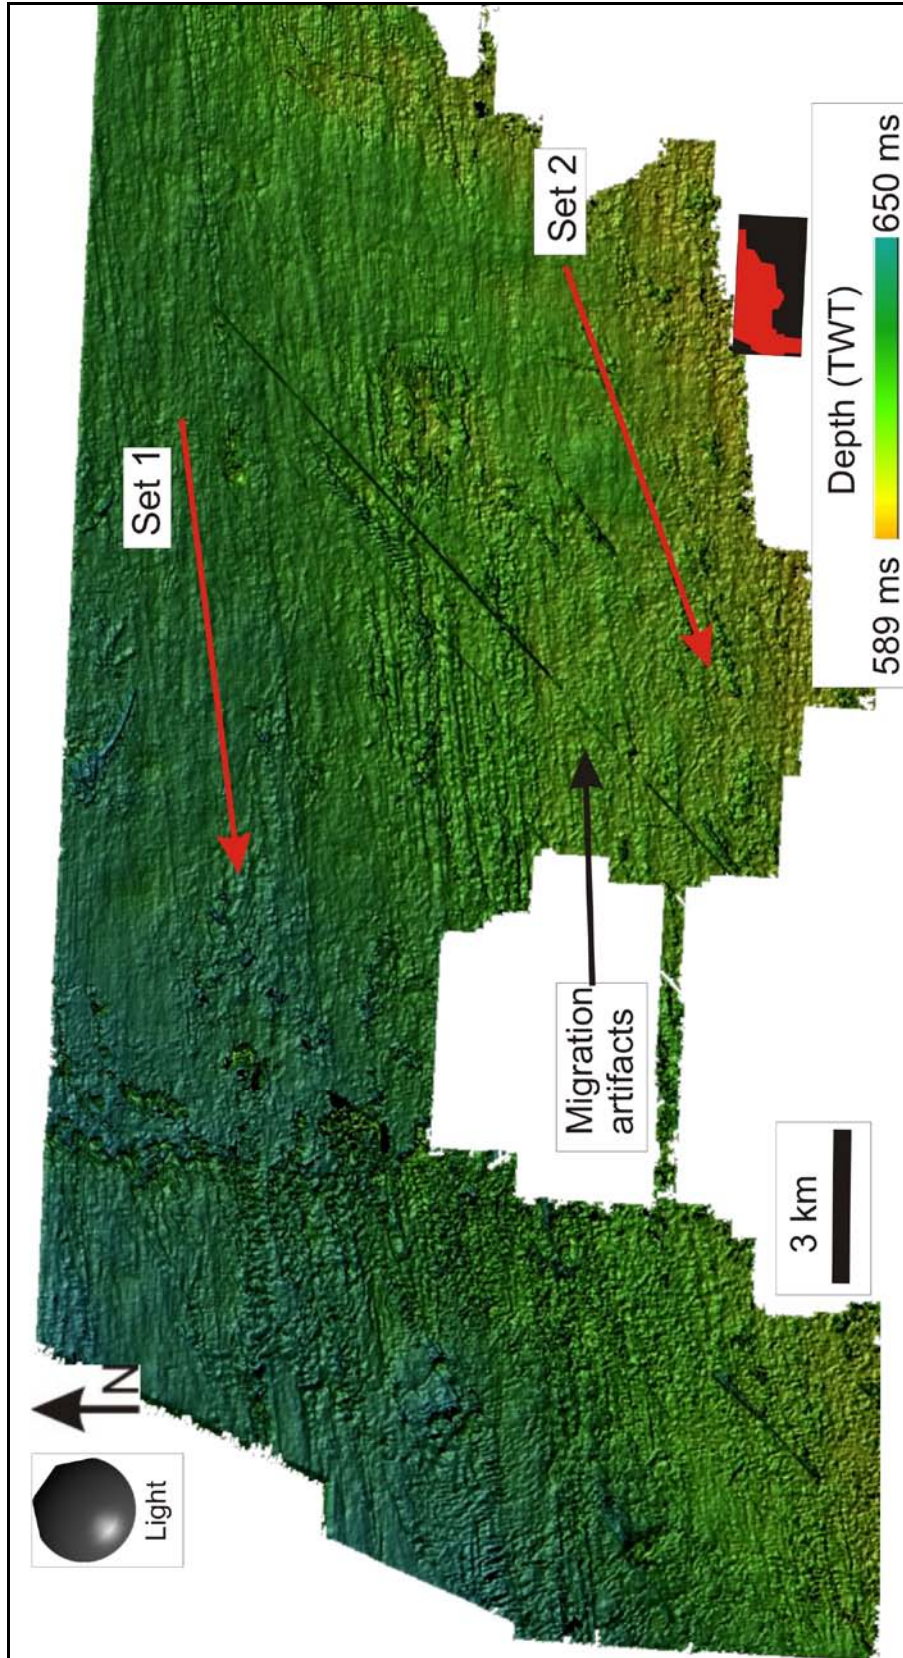 Light
N
Set 1
Set 2
Migration
artifacts
3 km
Depth (TWT)
589 ms
650 ms